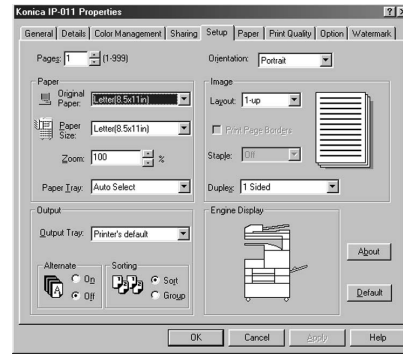 Konica IP-011 Properties
General Details Color Management Sharing Setup Paper Print Quality Option Watermark
Pages: 1 (1-999)
Orientation: Portrait
Paper
Original Paper: Letter(8.5x11in)
Paper Size: Letter(8.5x11in)
Zoom: 100 %
Paper Tray: Auto Select
Image
Layout: 1-up
Print Page Borders
Staple: Off
Duplex: 1 Sided
Output
Output Tray: Printer's default
Alternate
On
Off
A
Sorting
Sort
Group
Engine Display
About
Default
OK Cancel Apply Help